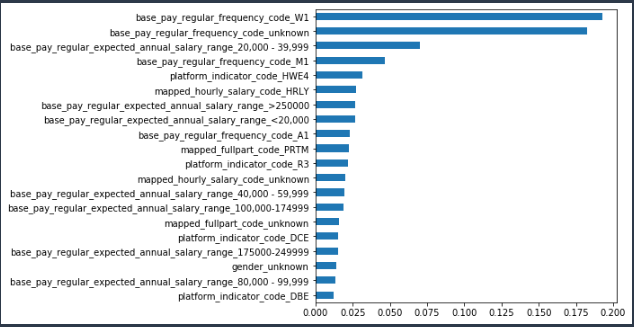 base_pay_regular_frequency_code_W1
base_pay_regular_frequency_code_unknown
base_pay_regular_expected_annual_salary_range_20,000 - 39,999
base_pay_regular_frequency_code_M1
platform_indicator_code_HWE4
mapped_hourly_salary_code_HRLY
base_pay_regular_expected_annual_salary_range_>250000
base_pay_regular_expected_annual_salary_range_<20,000
base_pay_regular_frequency_code_A1
mapped_fullpart_code_PRTM
platform_indicator_code_R3
mapped_hourly_salary_code_unknown
base_pay_regular_expected_annual_salary_range_40,000 - 59,999
base_pay_regular_expected_annual_salary_range_100,000-174999
mapped_fullpart_code_unknown
platform_indicator_code_DCE
base_pay_regular_expected_annual_salary_range_175000-249999
gender_unknown
base_pay_regular_expected_annual_salary_range_80,000 - 99,999
platform_indicator_code_DBE
0.000 0.025 0.050 0.075 0.100 0.125 0.150 0.175 0.200